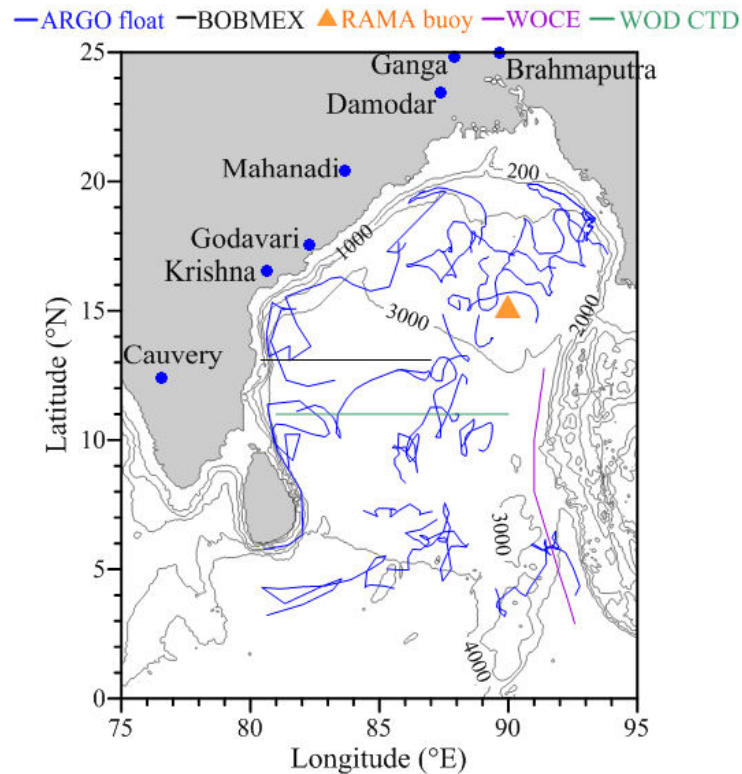 ARGO float BOBMEX RAMA buoy WOCE WOD CTD
25
Ganga
Brahmaputra
Damodar
Mahanadi
200
20
Godavari
1000
Krishna
15
3000
2000
Cauvery
Latitude (°N)
10
3000
5
4000
0
75 80 85 90 95
Longitude (°E)